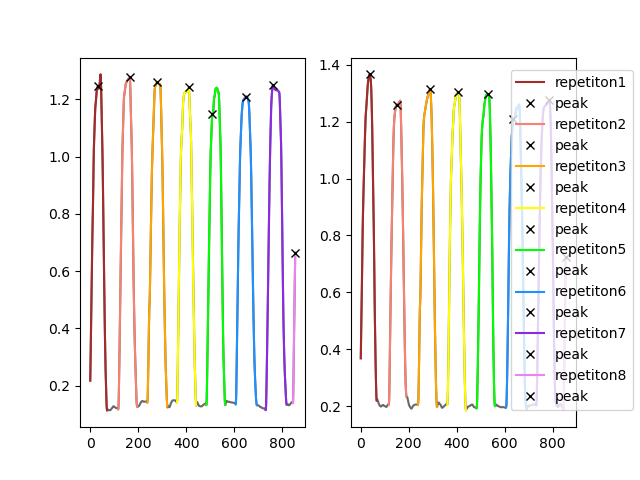 1.2
1.0
0.8
0.6
0.4
0.2
0
200
400
600
800
1.4
1.2
1.0
0.8
0.6
0.4
0.2
0
200
400
600
800
repetiton1
peak
repetiton2
peak
repetiton3
peak
repetiton4
peak
repetiton5
peak
repetiton6
peak
repetiton7
peak
repetiton8
peak